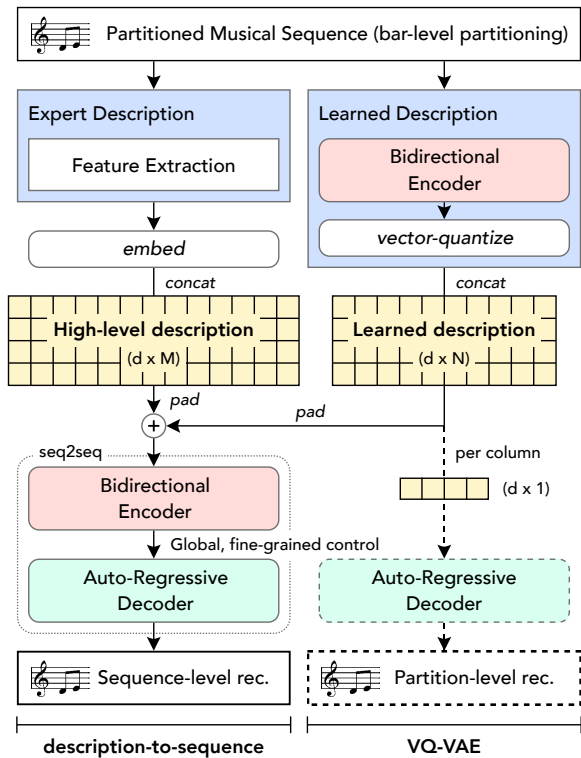 Partitioned Musical Sequence (bar-level partitioning)
Expert Description
Feature Extraction
embed
concat
High-level description
(d x M)
pad
Learned Description
Bidirectional
Encoder
vector-quantize
concat
Learned description
(d x N)
pad
+
seq2seq
Bidirectional
Encoder
Global, fine-grained control
Auto-Regressive
Decoder
Sequence-level rec.
description-to-sequence
per column
(d x 1)
Auto-Regressive
Decoder
Partition-level rec.
VQ-VAE